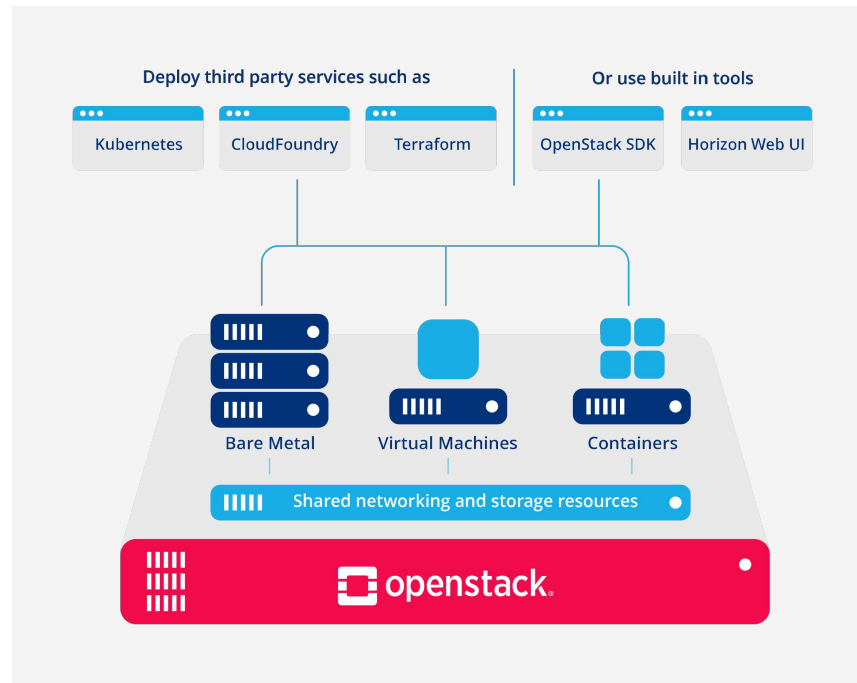 Deploy third party services such as
Or use built in tools
Kubernetes
CloudFoundry
Terraform
OpenStack SDK
Horizon Web UI
Bare Metal
Virtual Machines
Containers
Shared networking and storage resources
openstack®